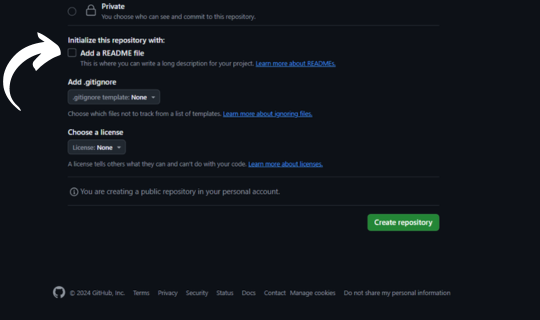 Private
You choose who can see and commit to this repository.
Initialize this repository with:
Add a README file
This is where you can write a long description for your project. Learn more about READMEs.
Add .gitignore
.gitignore template: None
Choose which files not to track from a list of templates. Learn more about ignoring files.
Choose a license
License: None
A license tells others what they can and can't do with your code. Learn more about licenses.
You are creating a public repository in your personal account.
Create repository
© 2024 GitHub, Inc. Terms Privacy Security Status Docs Contact Manage cookies Do not share my personal information